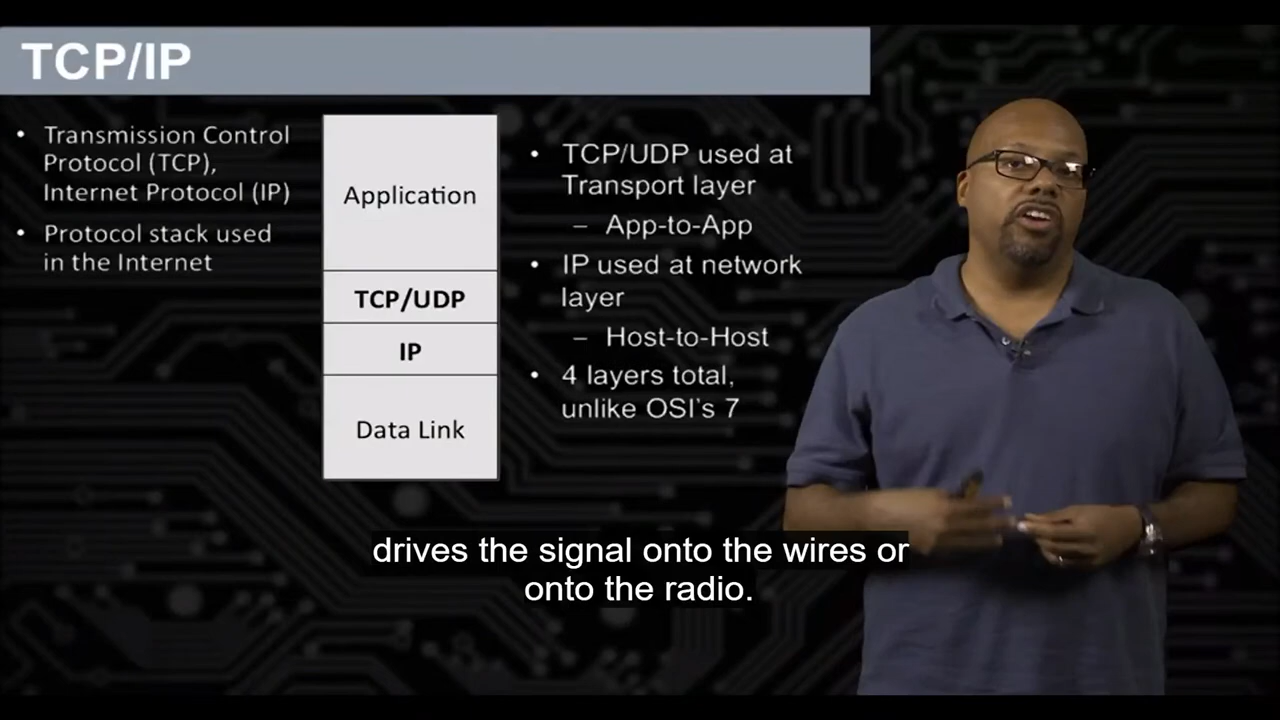 TCP/IP
• Transmission Control
Protocol (TCP),
Internet Protocol (IP)
• Protocol stack used
in the Internet
Application
TCP/UDP
IP
Data Link
• TCP/UDP used at
Transport layer
– App-to-App
• IP used at network
layer
– Host-to-Host
• 4 layers total,
unlike OSI's 7
drives the signal onto the wires or
onto the radio.